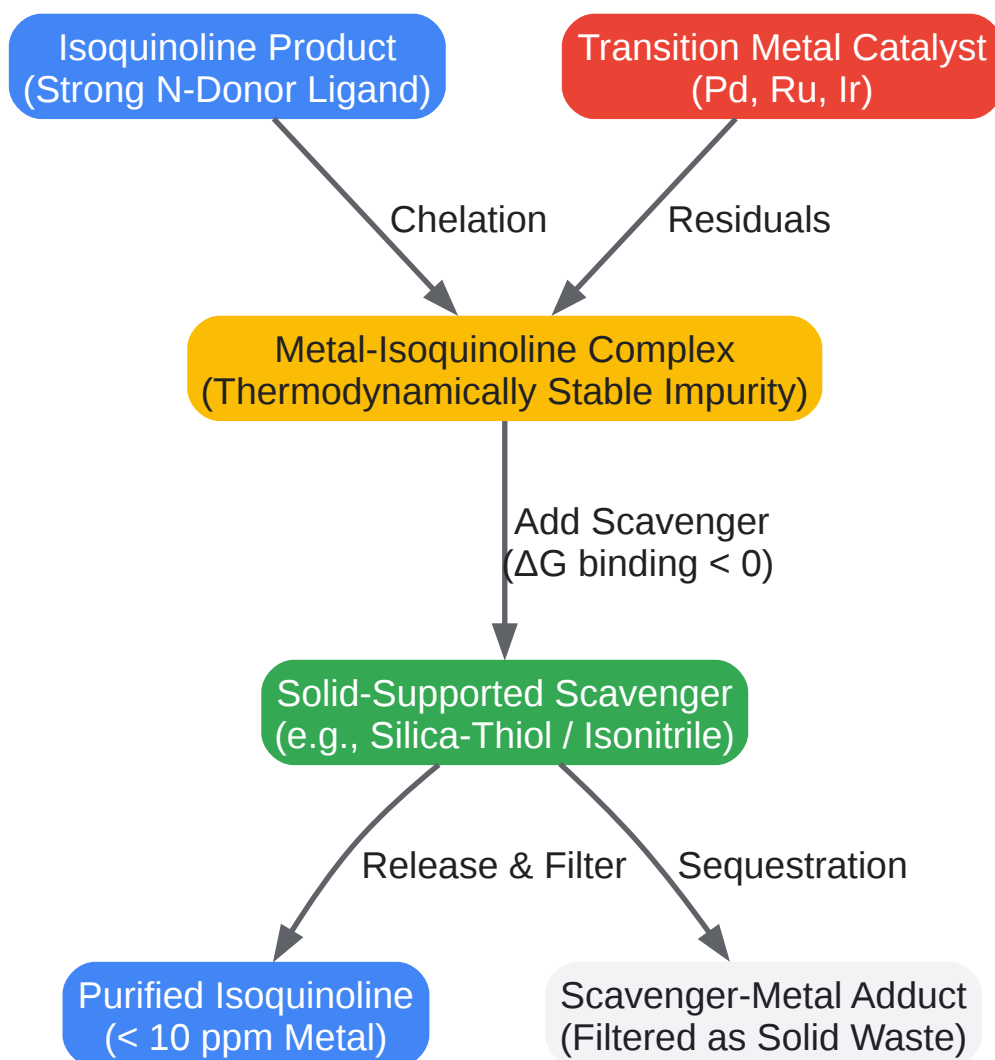 Isoquinoline Product
(Strong N-Donor Ligand)
Transition Metal Catalyst
(Pd, Ru, Ir)
Chelation
Residuals
Metal-Isoquinoline Complex
(Thermodynamically Stable Impurity)
Add Scavenger
(ΔG binding < 0)
Solid-Supported Scavenger
(e.g., Silica-Thiol / Isonitrile)
Release & Filter
Sequestration
Purified Isoquinoline
(< 10 ppm Metal)
Scavenger-Metal Adduct
(Filtered as Solid Waste)